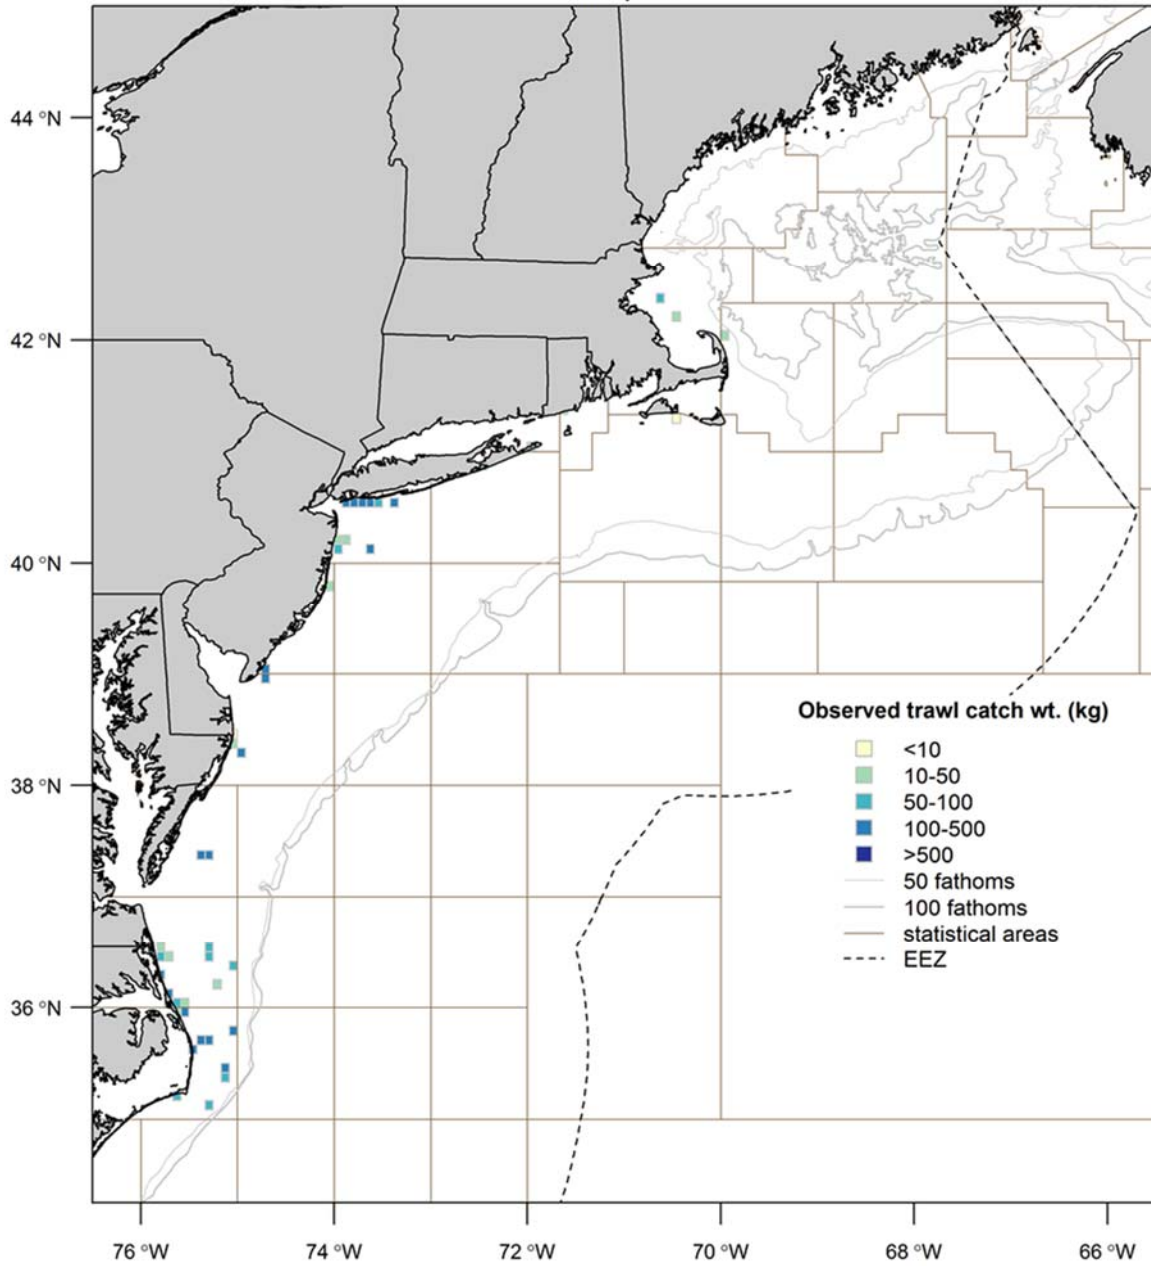 44 °N
42 °N
40 °N
38 °N
36 °N
Observed trawl catch wt. (kg)
<10
10-50
50-100
100-500
>500
50 fathoms
100 fathoms
statistical areas
EEZ
76 °W
74 °W
72 °W
70 °W
68 °W
66 °W